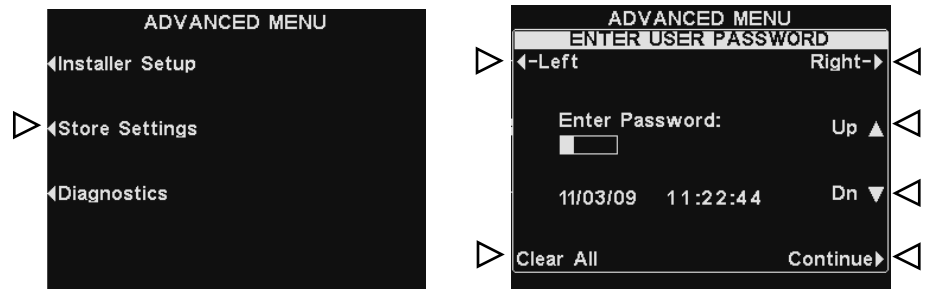 ADVANCED MENU
Installer Setup
Store Settings
Diagnostics
ADVANCED MENU
ENTER USER PASSWORD
-Left Right-
Enter Password:
Up
11/03/09 11:22:44
Dn
Clear All Continue